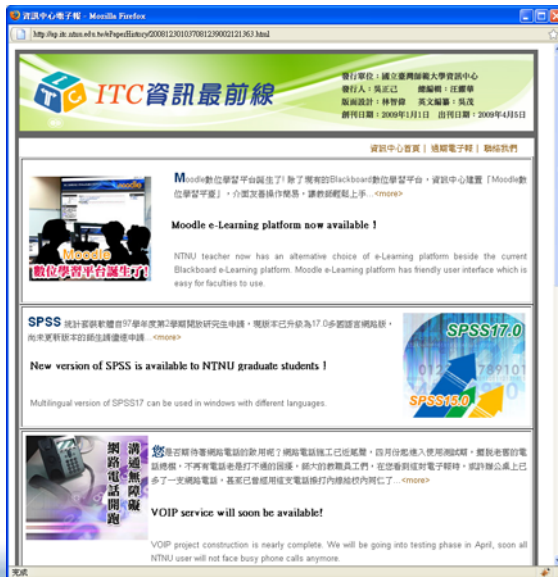 資訊中心電子報 - Mozilla Firefox
ITC資訊最前線
發行單位：國立臺灣師範大學資訊中心
發行人：吳正己 總編輯：汪耀華
版面設計：林智偉 英文編纂：吳茂
創刊日期：2009年1月1日 出刊日期：2009年4月5日
資訊中心首頁 | 過期電子報 | 聯絡我們
Moodle數位學習平台誕生了! 除了現有的Blackboard數位學習平台，資訊中心建置「Moodle數
位學習平臺」，介面友善操作簡易，讓教師輕鬆上手...<more>
moodle
Moodle
數位學習平台誕生了!
Moodle e-Learning platform now available !
NTNU teacher now has an alternative choice of e-Learning platform beside the current
Blackboard e-Learning platform. Moodle e-Learning platform has friendly user interface which is
easy for faculties to use.
SPSS 統計套裝軟體自97學年度第2學期開放研究生申請，現版本已升級為17.0多國語言網路版，
尚未更新版本的師生請儘速申請...<more>
New version of SPSS is available to NTNU graduate students !
Multilingual version of SPSS17 can be used in windows with different languages.
SPSS17.0
SPSS15.0
溝通無障礙
網路電話開跑
您是否期待著網路電話的啟用呢？網路電話施工已近尾聲，四月份起進入使用測試期，擺脫老舊的電
話總機，不再有電話老是打不通的困擾，師大的教職員工們，在您看到這封電子報時，或許辦公桌上已
多了一支網路電話，甚至已曾經用這支電話撥打內線給校內同仁了...<more>
VOIP service will soon be available!
VOIP project construction is nearly complete. We will be going into testing phase in April, soon all
NTNU user will not face busy phone calls anymore.
完成